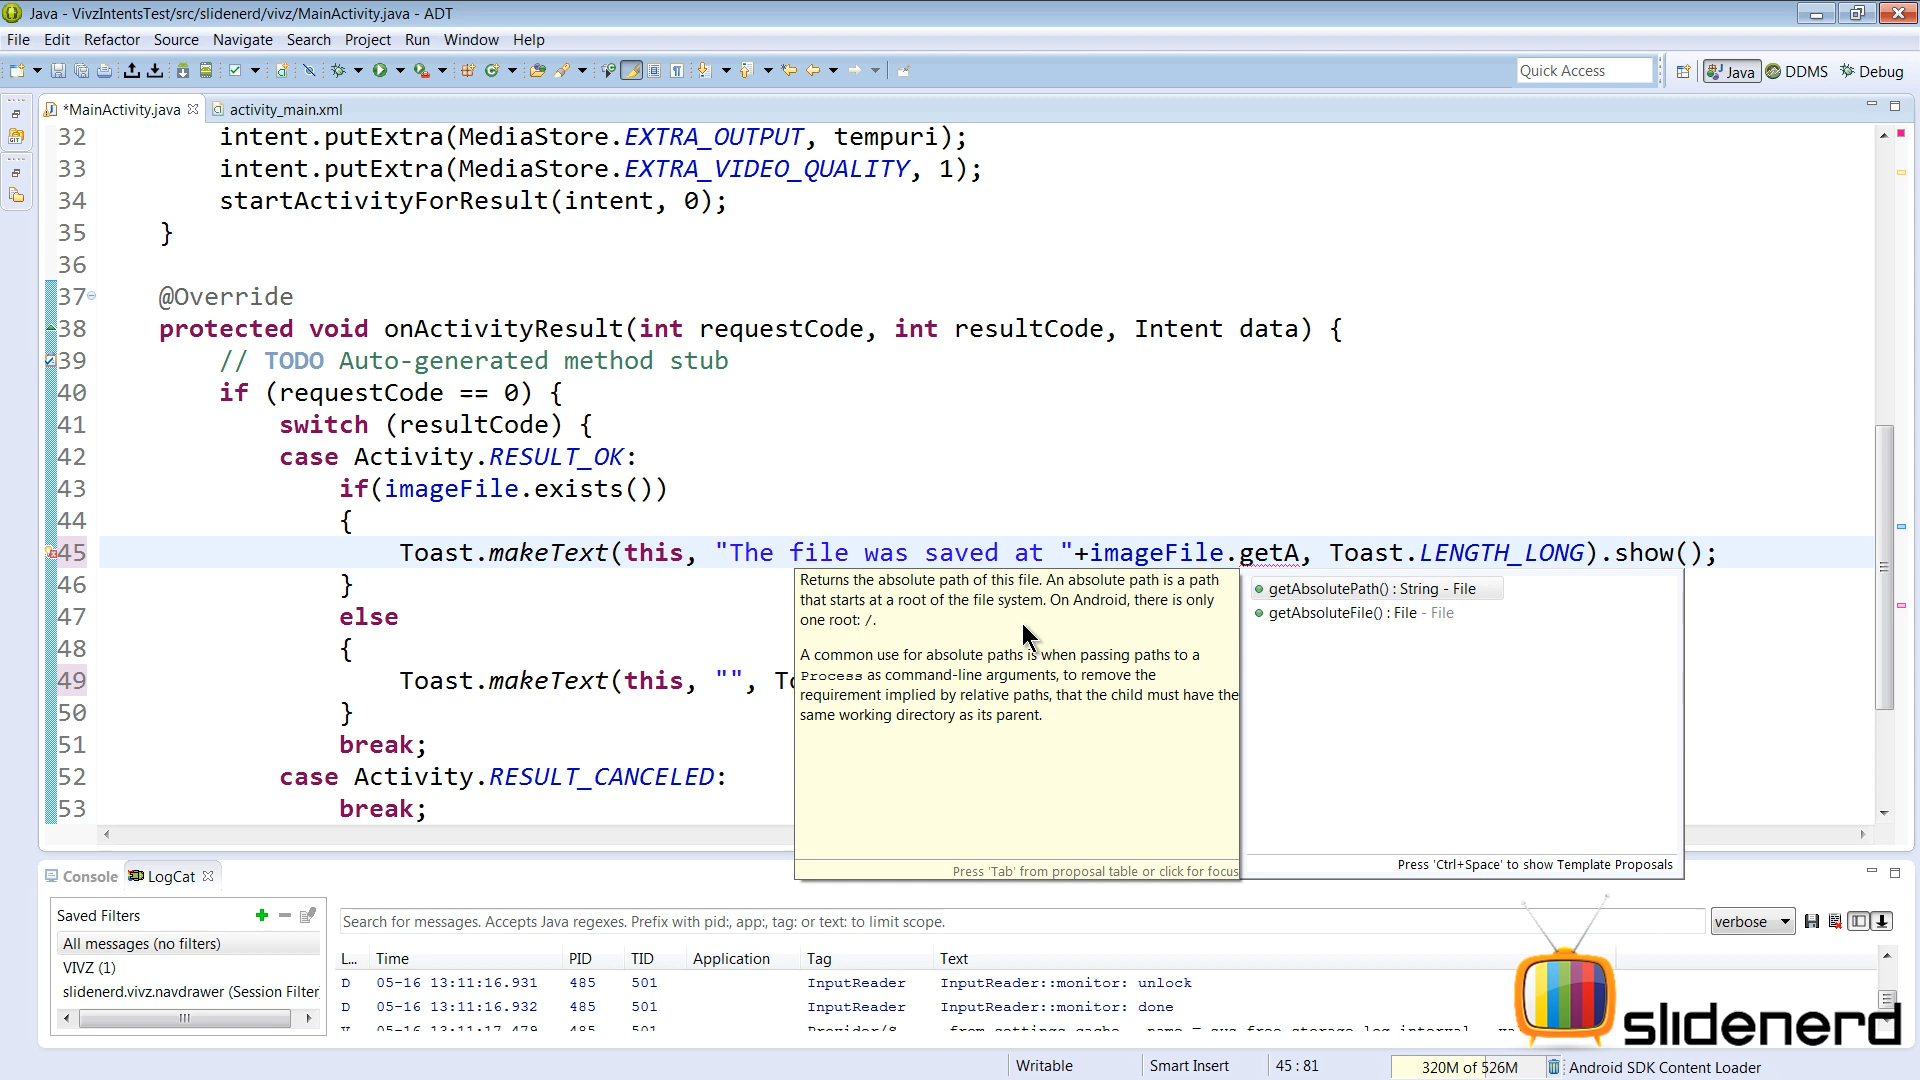 Java - VivzIntentsTest/src/slidenerd/vivz/MainActivity.java - ADT
File Edit Refactor Source Navigate Search Project Run Window Help
Quick Access Java DDMS Debug
*MainActivity.java activity_main.xml
32 intent.putExtra(MediaStore.EXTRA_OUTPUT, tempuri);
33 intent.putExtra(MediaStore.EXTRA_VIDEO_QUALITY, 1);
34 startActivityForResult(intent, 0);
35 }
36
37 @Override
38 protected void onActivityResult(int requestCode, int resultCode, Intent data) {
39 // TODO Auto-generated method stub
40 if (requestCode == 0) {
41 switch (resultCode) {
42 case Activity.RESULT_OK:
43 if(imageFile.exists())
44 {
45 Toast.makeText(this, "The file was saved at "+imageFile.getA, Toast.LENGTH_LONG).show();
46 }
47 else
48 {
49 Toast.makeText(this, "", To
50 }
51 break;
52 case Activity.RESULT_CANCELED:
53 break;
Returns the absolute path of this file. An absolute path is a path
that starts at a root of the file system. On Android, there is only
one root: /.
A common use for absolute paths is when passing paths to a
Process as command-line arguments, to remove the
requirement implied by relative paths, that the child must have the
same working directory as its parent.
Press 'Tab' from proposal table or click for focus
getAbsolutePath() : String - File
getAbsoluteFile() : File - File
Press 'Ctrl+Space' to show Template Proposals
Console LogCat
Saved Filters
All messages (no filters)
VIVZ (1)
slidenerd.vivz.navdrawer (Session Filter
Search for messages. Accepts Java regexes. Prefix with pid:, app:, tag: or text: to limit scope.
verbose
L... Time PID TID Application Tag Text
D 05-16 13:11:16.931 485 501 InputReader InputReader::monitor: unlock
D 05-16 13:11:16.932 485 501 InputReader InputReader::monitor: done
slidenerd
Writable Smart Insert 45 : 81 320M of 526M Android SDK Content Loader